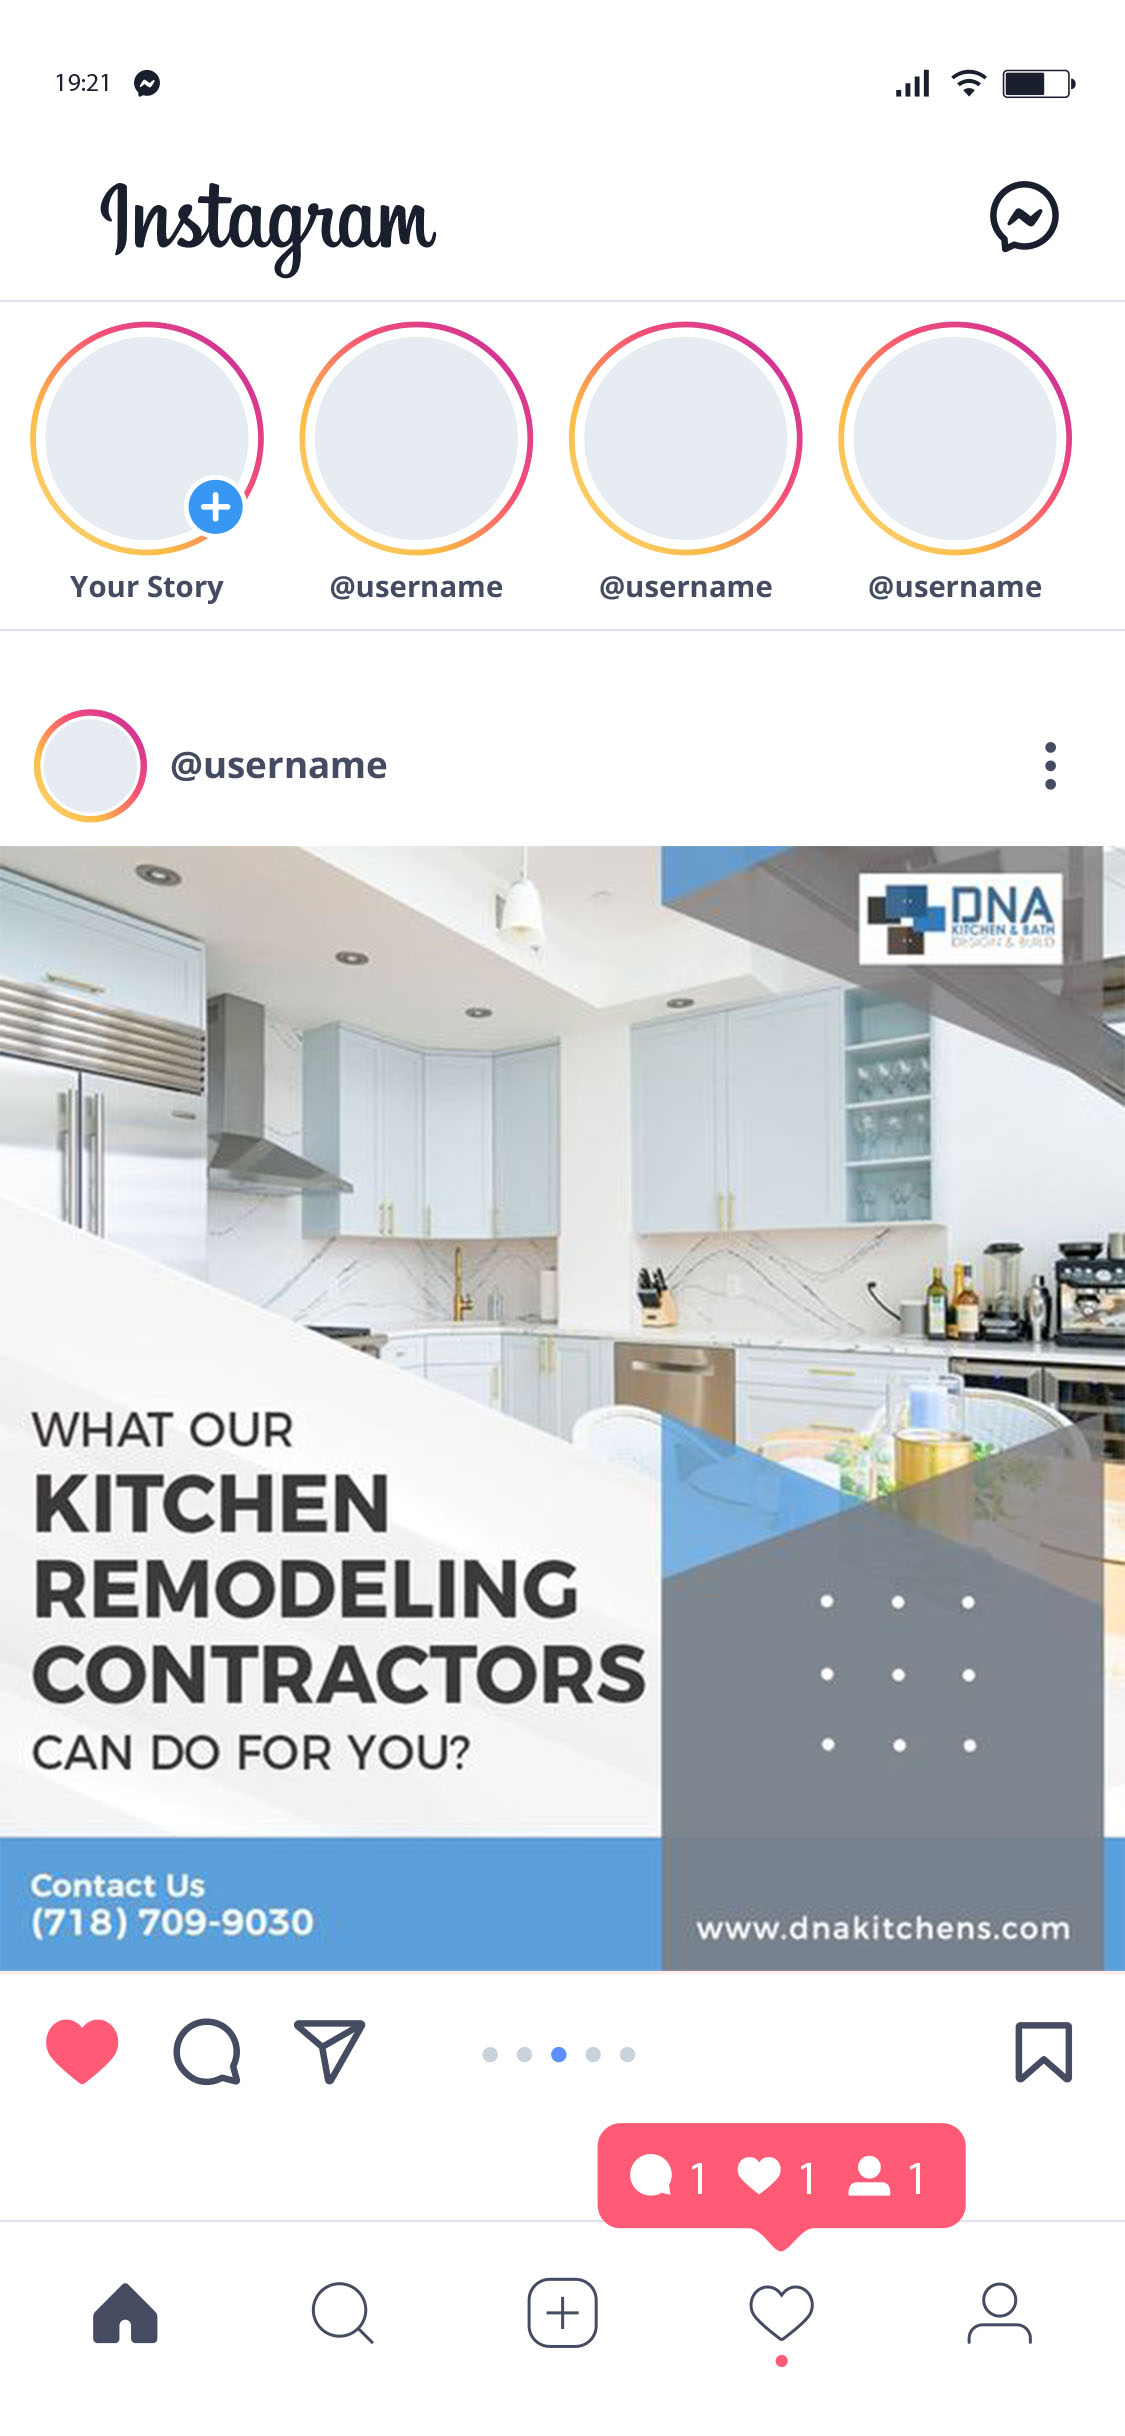 19:21
Instagram
Your Story
@username
@username
@username
@username
DNA
KITCHEN & BATH
DESIGN & BUILD
WHAT OUR
KITCHEN
REMODELING
CONTRACTORS
CAN DO FOR YOU?
Contact Us
(718) 709-9030
www.dnakitchens.com
1 1 1